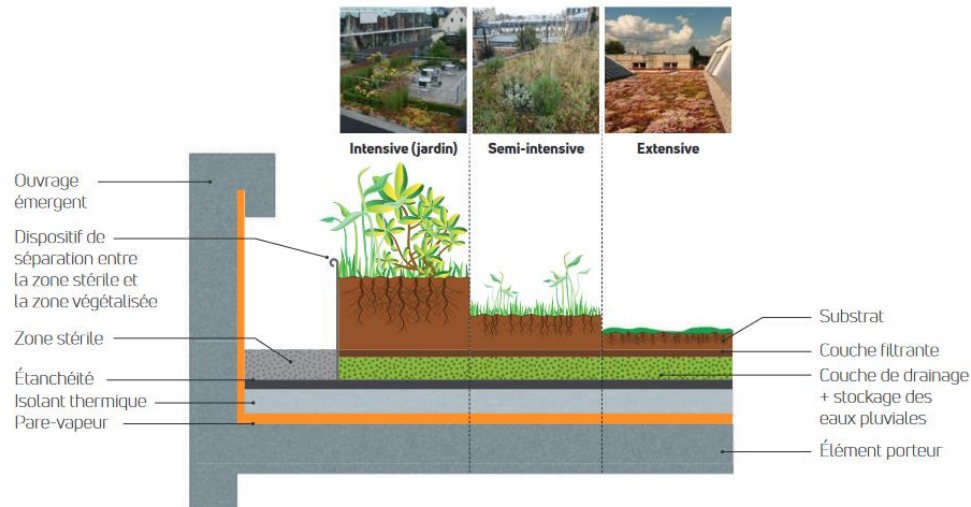 Intensive (jardin)
Semi-intensive
Extensive
Ouvrage
émergent
Dispositif de
séparation entre
la zone stérile et
la zone végétalisée
Zone stérile
Étanchéité
Isolant thermique
Pare-vapeur
Substrat
Couche filtrante
Couche de drainage
+ stockage des
eaux pluviales
Élément porteur